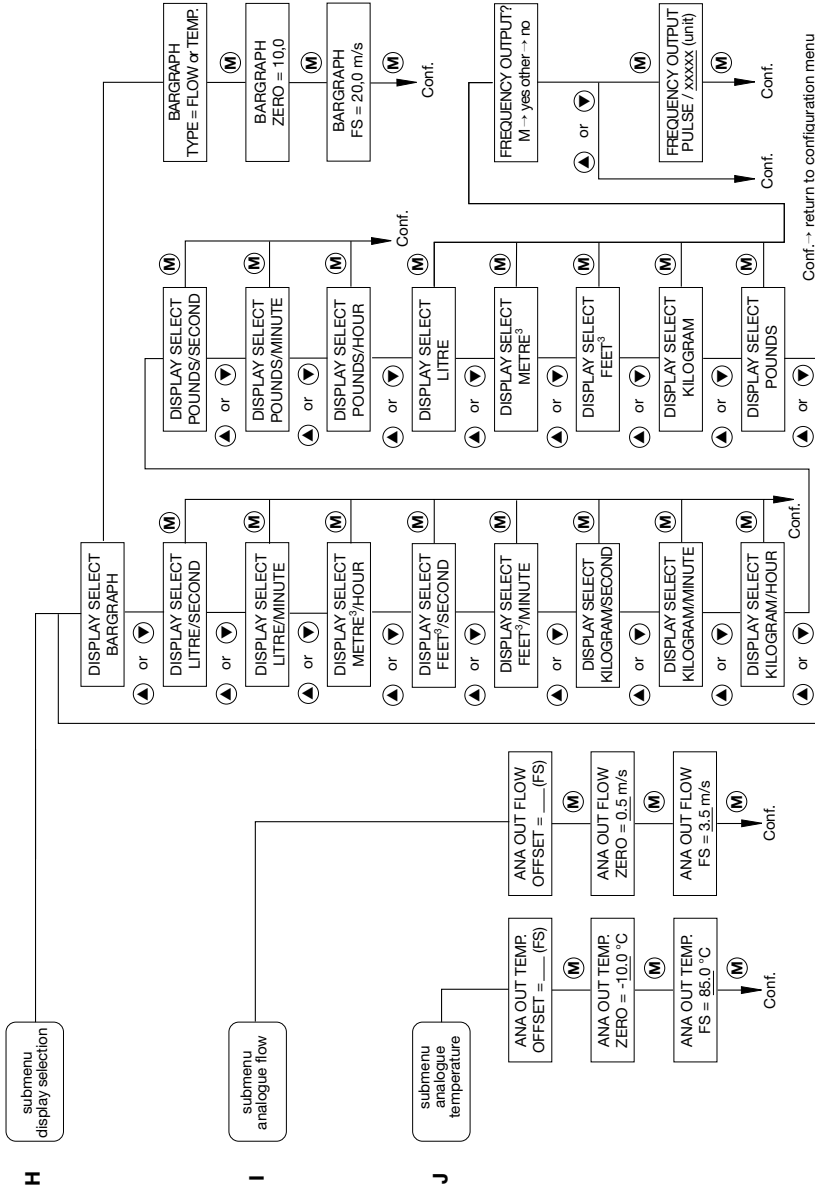 H
submenu
display selection
DISPLAY SELECT
BARGRAPH
▲ or ▼
DISPLAY SELECT
LITRE/SECOND
M
▲ or ▼
DISPLAY SELECT
LITRE/MINUTE
M
▲ or ▼
DISPLAY SELECT
METRE³/HOUR
M
▲ or ▼
DISPLAY SELECT
FEET³/SECOND
M
▲ or ▼
DISPLAY SELECT
FEET³/MINUTE
M
▲ or ▼
DISPLAY SELECT
KILOGRAM/SECOND
M
▲ or ▼
DISPLAY SELECT
KILOGRAM/MINUTE
M
▲ or ▼
DISPLAY SELECT
KILOGRAM/HOUR
M
▲ or ▼
Conf.
DISPLAY SELECT
POUNDS/SECOND
M
▲ or ▼
DISPLAY SELECT
POUNDS/MINUTE
M
▲ or ▼
DISPLAY SELECT
POUNDS/HOUR
M
Conf.
▲ or ▼
DISPLAY SELECT
LITRE
M
▲ or ▼
DISPLAY SELECT
METRE³
M
▲ or ▼
DISPLAY SELECT
FEET³
M
▲ or ▼
DISPLAY SELECT
KILOGRAM
M
▲ or ▼
DISPLAY SELECT
POUNDS
M
▲ or ▼
BARGRAPH
TYPE = FLOW or TEMP.
M
BARGRAPH
ZERO = 10,0
M
BARGRAPH
FS = 20,0 m/s
M
Conf.
FREQUENCY OUTPUT?
M → yes other → no
▲ or ▼
M
FREQUENCY OUTPUT
PULSE / xxxxx (unit)
M
Conf.
Conf.
I
submenu
analogue flow
ANA OUT FLOW
OFFSET = ___ (FS)
M
ANA OUT FLOW
ZERO = 0.5 m/s
M
ANA OUT FLOW
FS = 3.5 m/s
M
Conf.
J
submenu
analogue
temperature
ANA OUT TEMP.
OFFSET = ___ (FS)
M
ANA OUT TEMP.
ZERO = -10.0 °C
M
ANA OUT TEMP.
FS = 85.0 °C
M
Conf.
Conf. → return to configuration menu